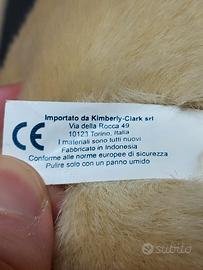 Importato da Kimberly-Clark srl
Via della Rocca 49
10123 Torino, Italia
I materiali sono tutti nuovi
Fabbricato in Indonesia
Conforme alle norme europee di sicurezza
Pulire solo con un panno umido
CE
subito